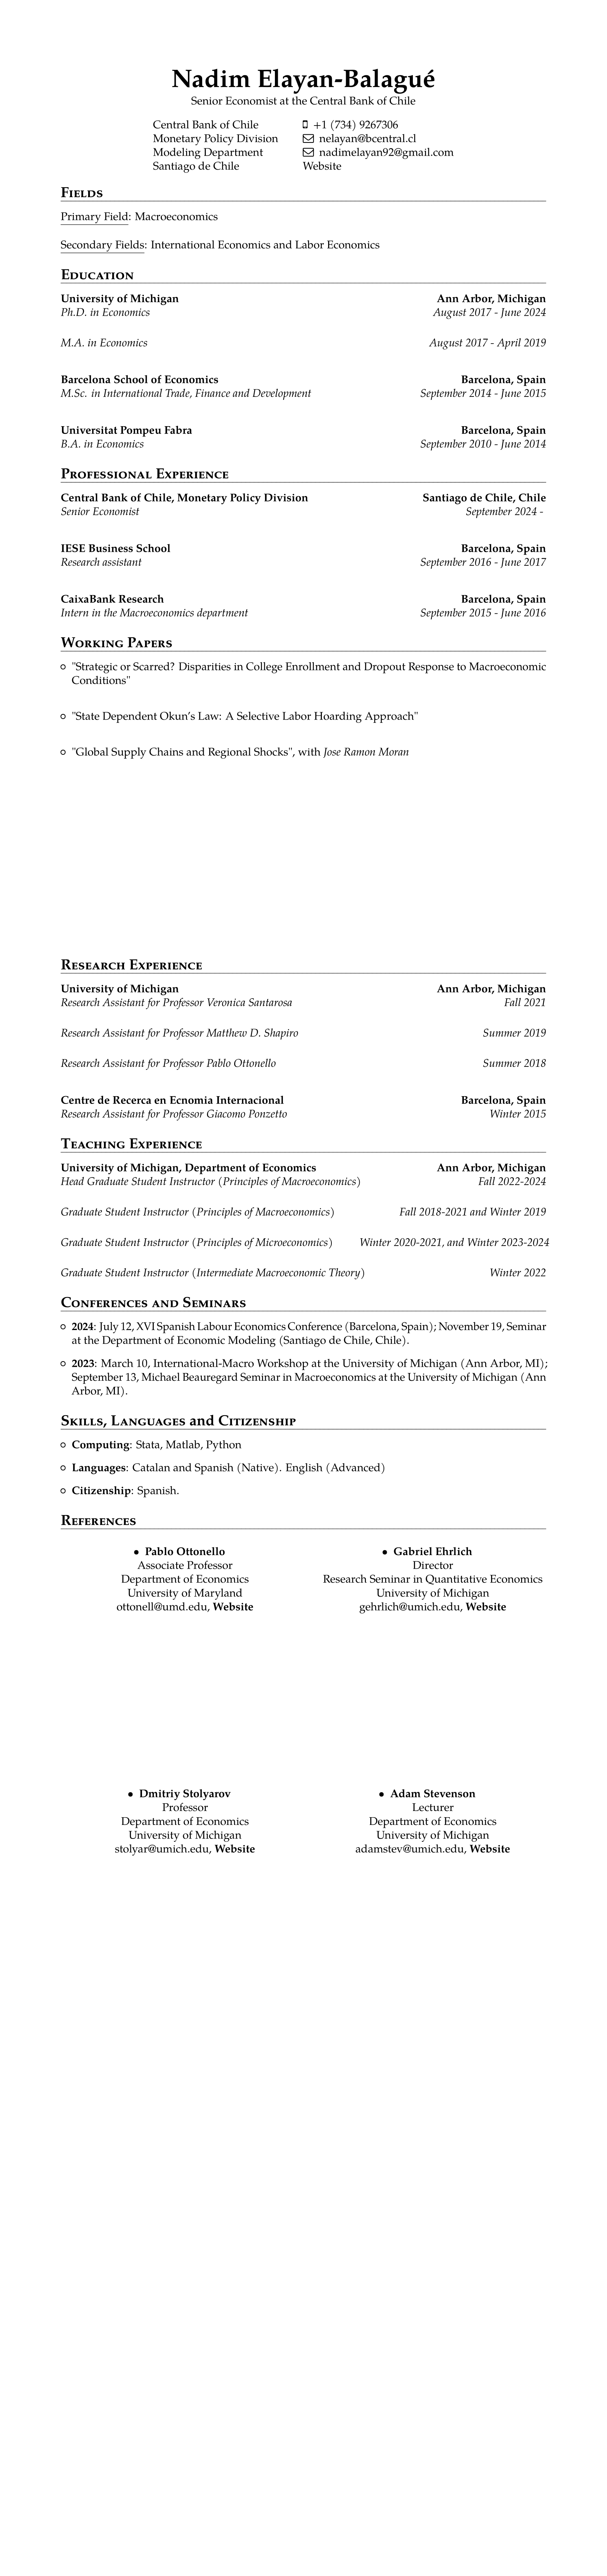 Nadim Elayan-Balagué
Senior Economist at the Central Bank of Chile
Central Bank of Chile
Monetary Policy Division
Modeling Department
Santiago de Chile
+1 (734) 9267306
nelayan@bcentral.cl
nadimelayan92@gmail.com
Website
Fields
Primary Field: Macroeconomics
Secondary Fields: International Economics and Labor Economics
Education
University of Michigan Ann Arbor, Michigan
Ph.D. in Economics August 2017 - June 2024
M.A. in Economics August 2017 - April 2019
Barcelona School of Economics Barcelona, Spain
M.Sc. in International Trade, Finance and Development September 2014 - June 2015
Universitat Pompeu Fabra Barcelona, Spain
B.A. in Economics September 2010 - June 2014
Professional Experience
Central Bank of Chile, Monetary Policy Division Santiago de Chile, Chile
Senior Economist September 2024 -
IESE Business School Barcelona, Spain
Research assistant September 2016 - June 2017
CaixaBank Research Barcelona, Spain
Intern in the Macroeconomics department September 2015 - June 2016
Working Papers
"Strategic or Scarred? Disparities in College Enrollment and Dropout Response to Macroeconomic
Conditions"
"State Dependent Okun's Law: A Selective Labor Hoarding Approach"
"Global Supply Chains and Regional Shocks", with Jose Ramon Moran
Research Experience
University of Michigan Ann Arbor, Michigan
Research Assistant for Professor Veronica Santarosa Fall 2021
Research Assistant for Professor Matthew D. Shapiro Summer 2019
Research Assistant for Professor Pablo Ottonello Summer 2018
Centre de Recerca en Ecnomia Internacional Barcelona, Spain
Research Assistant for Professor Giacomo Ponzetto Winter 2015
Teaching Experience
University of Michigan, Department of Economics Ann Arbor, Michigan
Head Graduate Student Instructor (Principles of Macroeconomics) Fall 2022-2024
Graduate Student Instructor (Principles of Macroeconomics) Fall 2018-2021 and Winter 2019
Graduate Student Instructor (Principles of Microeconomics) Winter 2020-2021, and Winter 2023-2024
Graduate Student Instructor (Intermediate Macroeconomic Theory) Winter 2022
Conferences and Seminars
2024: July 12, XVI Spanish Labour Economics Conference (Barcelona, Spain); November 19, Seminar
at the Department of Economic Modeling (Santiago de Chile, Chile).
2023: March 10, International-Macro Workshop at the University of Michigan (Ann Arbor, MI);
September 13, Michael Beauregard Seminar in Macroeconomics at the University of Michigan (Ann
Arbor, MI).
Skills, Languages and Citizenship
Computing: Stata, Matlab, Python
Languages: Catalan and Spanish (Native). English (Advanced)
Citizenship: Spanish.
References
Pablo Ottonello
Associate Professor
Department of Economics
University of Maryland
ottonell@umd.edu, Website
Gabriel Ehrlich
Director
Research Seminar in Quantitative Economics
University of Michigan
gehrlich@umich.edu, Website
Dmitriy Stolyarov
Professor
Department of Economics
University of Michigan
stolyar@umich.edu, Website
Adam Stevenson
Lecturer
Department of Economics
University of Michigan
adamstev@umich.edu, Website